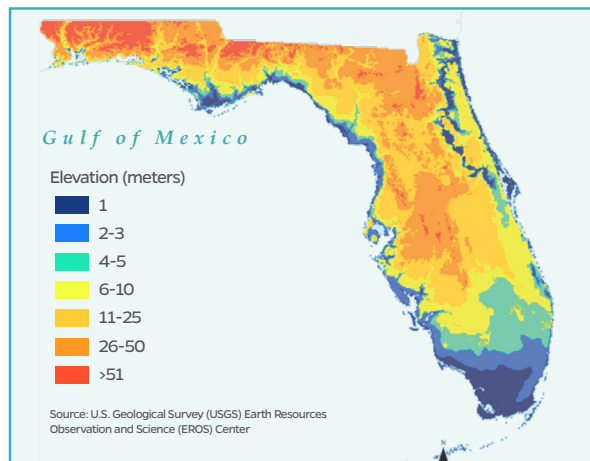 Gulf of Mexico
Elevation (meters)
1
2-3
4-5
6-10
11-25
26-50
>51
Source: U.S. Geological Survey (USGS) Earth Resources
Observation and Science (EROS) Center
N